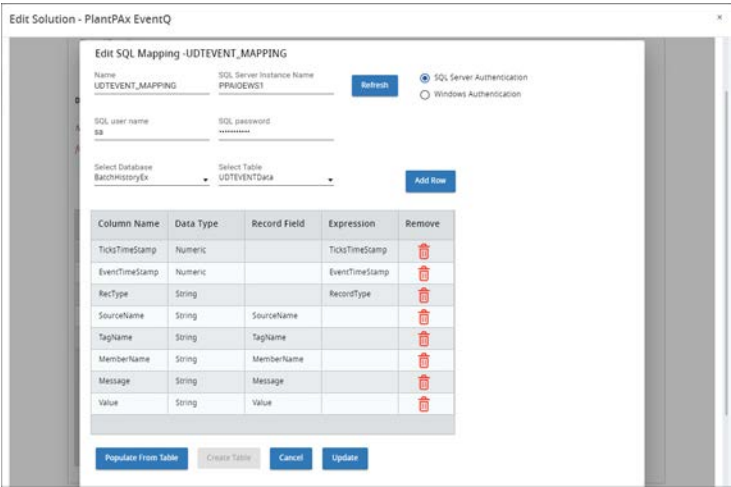 Edit Solution - PlantPAx EventQ
×
Edit SQL Mapping -UDTEVENT_MAPPING
Name SQL Server Instance Name
UDTEVENT_MAPPING PPAIOEWS1
Refresh
SQL Server Authentication
Windows Authentication
SQL user name SQL password
sa
Select Database Select Table
BatchHistoryEx UDTEVENTData
Add Row
Column Name Data Type Record Field Expression Remove
TicksTimeStamp Numeric TicksTimeStamp
EventTimeStamp Numeric EventTimeStamp
RecType String RecordType
SourceName String SourceName
TagName String TagName
MemberName String MemberName
Message String Message
Value String Value
Populate From Table Create Table Cancel Update